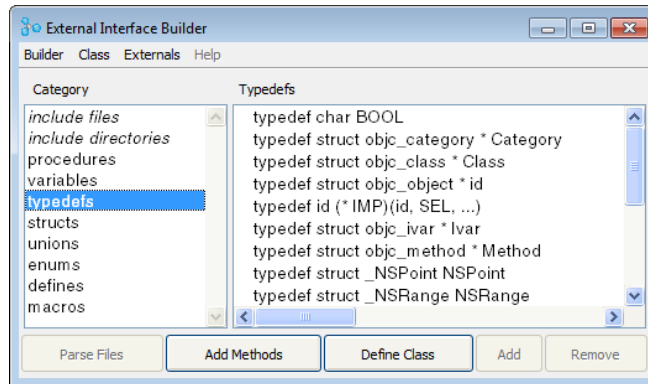 External Interface Builder
Builder Class Externals Help
Category
Typedefs
include files
include directories
procedures
variables
typedefs
structs
unions
enums
defines
macros
typedef char BOOL
typedef struct objc_category * Category
typedef struct objc_class * Class
typedef struct objc_object * id
typedef id (* IMP)(id, SEL, ...)
typedef struct objc_ivar * Ivar
typedef struct objc_method * Method
typedef struct _NSPoint NSPoint
typedef struct _NSRange NSRange
Parse Files Add Methods Define Class Add Remove